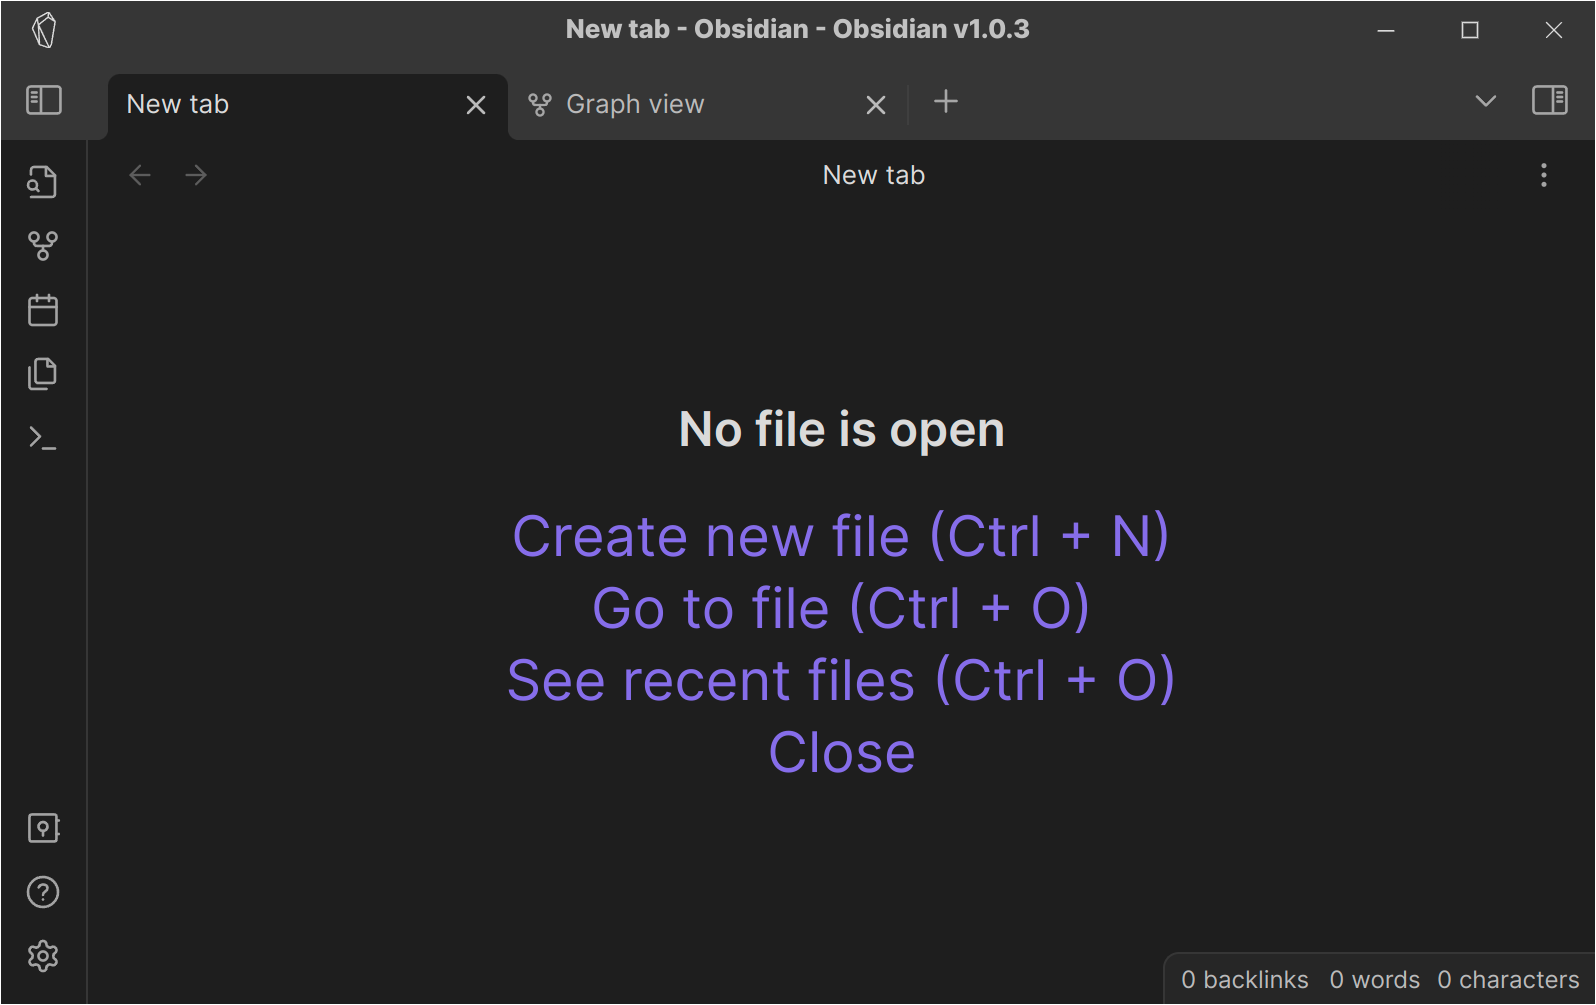 New tab - Obsidian - Obsidian v1.0.3
New tab
Graph view
New tab
No file is open
Create new file (Ctrl + N)
Go to file (Ctrl + O)
See recent files (Ctrl + O)
Close
0 backlinks 0 words 0 characters